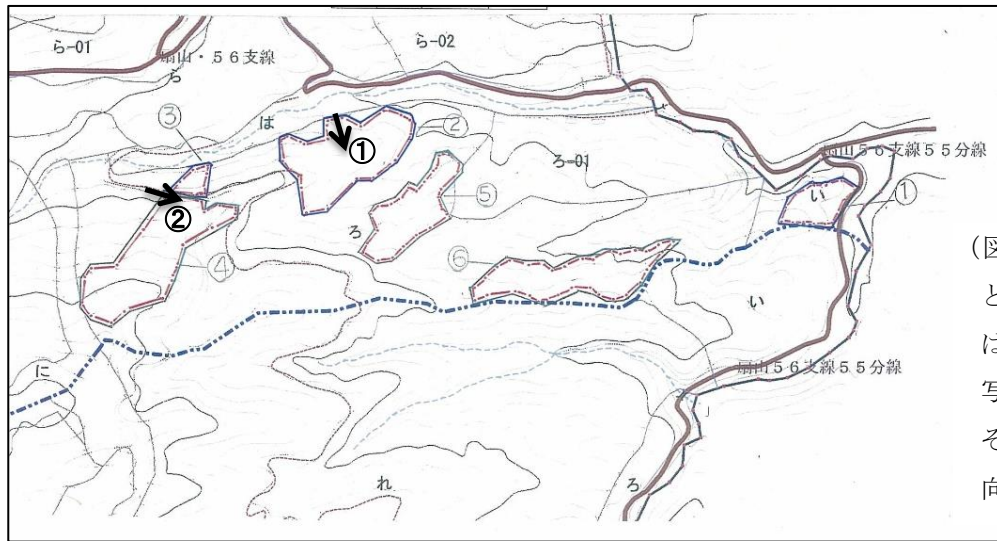 ら-01
ら-02
扇山・５６支線
ら
③
は
①
②
ろ-01
扇山５６支線５５分線
②
⑤
い
①
ろ
④
⑥
い
に
扇山５６支線５５分線
れ
ろ
（図
と
は
写
そ
向